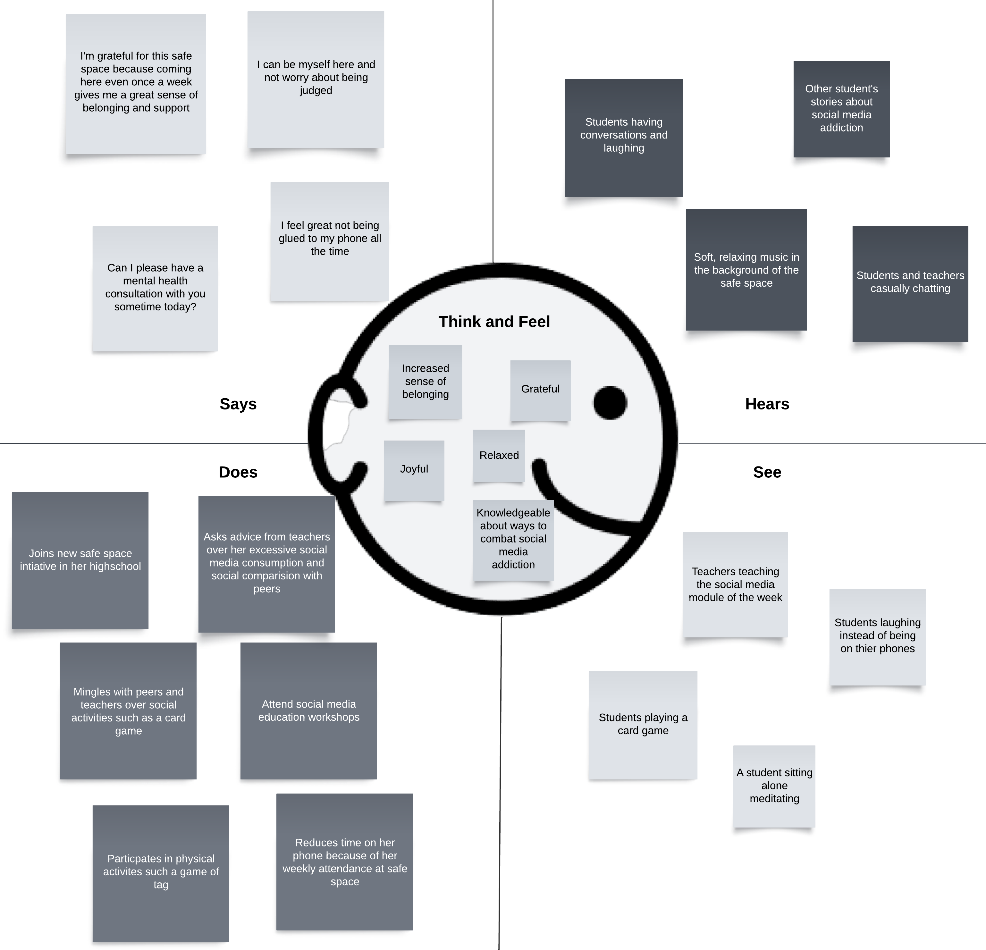 I'm grateful for this safe
space because coming
here even once a week
gives me a great sense of
belonging and support
I can be myself here and
not worry about being
judged
Can I please have a
mental health
consultation with you
sometime today?
I feel great not being
glued to my phone all
the time
Says
Students having
conversations and
laughing
Other student's
stories about
social media
addiction
Soft, relaxing music in
the background of the
safe space
Students and teachers
casually chatting
Hears
Think and Feel
Increased
sense of
belonging
Grateful
Joyful
Relaxed
Knowledgeable
about ways to
combat social
media
addiction
Does
Joins new safe space
intiative in her highschool
Asks advice from teachers
over her excessive social
media consumption and
social comparision with
peers
Mingles with peers and
teachers over social
activities such as a card
game
Attend social media
education workshops
Particpates in physical
activites such a game of
tag
Reduces time on her
phone because of her
weekly attendance at safe
space
See
Teachers teaching
the social media
module of the week
Students laughing
instead of being
on thier phones
Students playing a
card game
A student sitting
alone
meditating